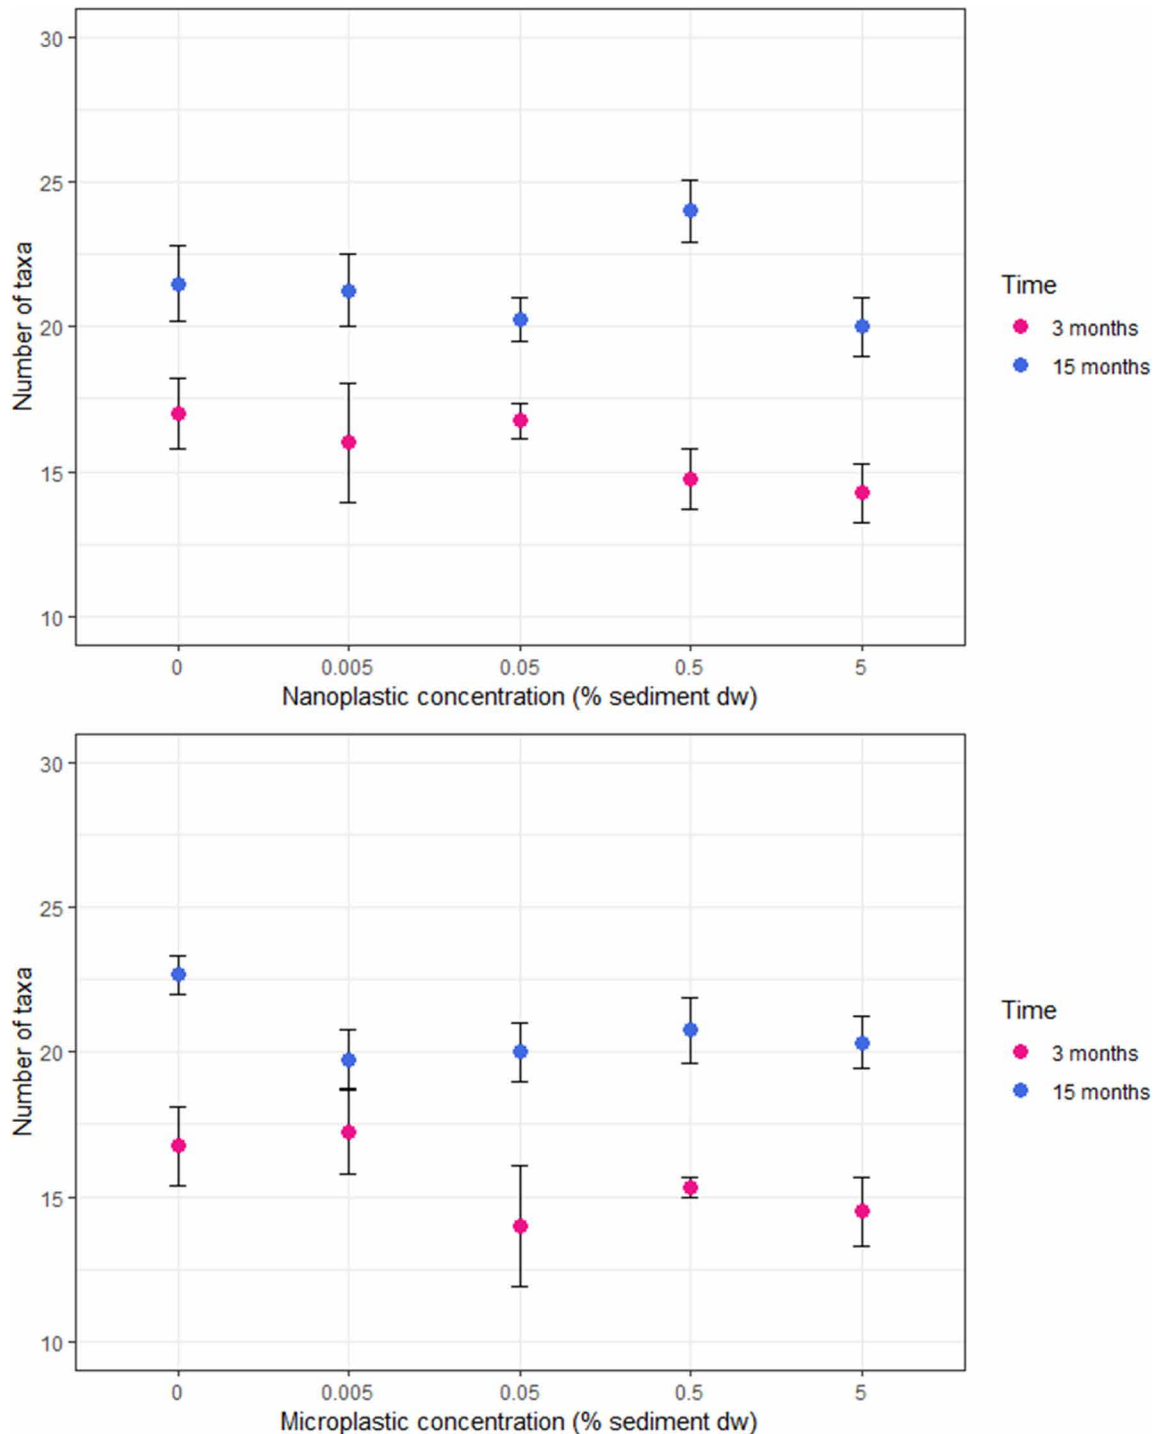 30
25
20
15
10
Number of taxa
0 0.005 0.05 0.5 5
Nanoplastic concentration (% sediment dw)
Time
3 months
15 months
30
25
20
15
10
Number of taxa
0 0.005 0.05 0.5 5
Microplastic concentration (% sediment dw)
Time
3 months
15 months